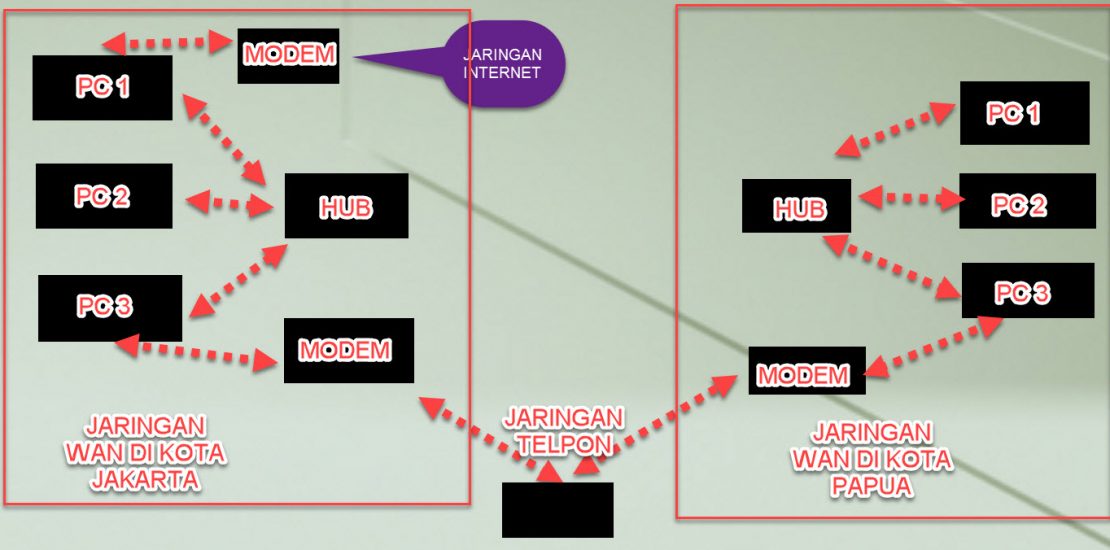 MODEM
JARINGAN
INTERNET
PC 1
PC 2
HUB
PC 3
MODEM
JARINGAN
WAN DI KOTA
JAKARTA
JARINGAN
TELPON
PC 1
HUB
PC 2
PC 3
MODEM
JARINGAN
WAN DI KOTA
PAPUA